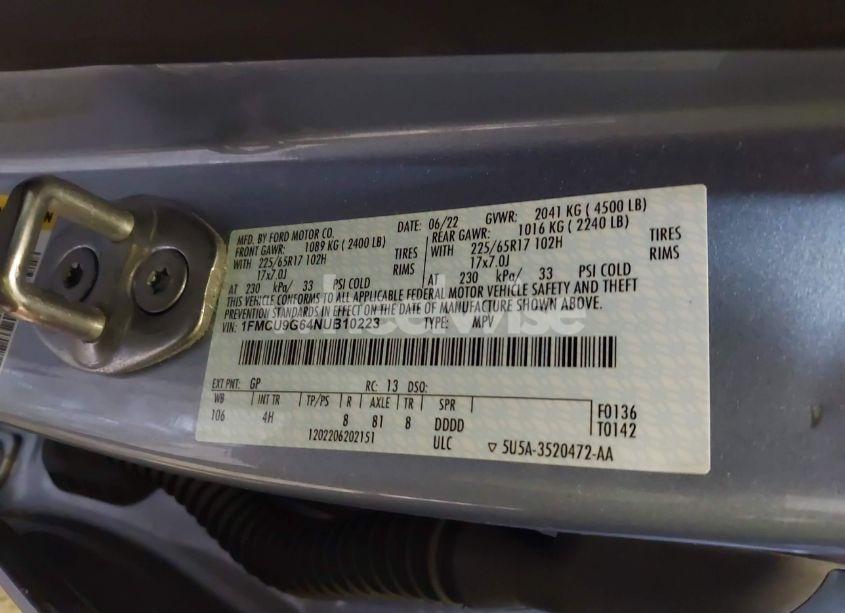 MFD. BY FORD MOTOR CO.
DATE: 06/22 GVWR: 2041 KG ( 4500 LB)
FRONT GAWR: 1089 KG ( 2400 LB)
REAR GAWR: 1016 KG ( 2240 LB)
WITH 225/65R17 102H TIRES
WITH 225/65R17 102H TIRES
17x7.0J RIMS
17x7.0J RIMS
AT 230 kPa/ 33 PSI COLD
AT 230 kPa/ 33 PSI COLD
THIS VEHICLE CONFORMS TO ALL APPLICABLE FEDERAL MOTOR VEHICLE SAFETY AND THEFT
PREVENTION STANDARDS IN EFFECT ON THE DATE OF MANUFACTURE SHOWN ABOVE.
VIN: 1FMCU9G64NUB10223 TYPE: MPV
EXT PNT: GP RC: 13 DSO:
WB INT TR TP/PS R AXLE TR SPR
106 4H 8 81 8 DDDD
F0136
T0142
1202206202151 ULC ▽ 5U5A-3520472-AA